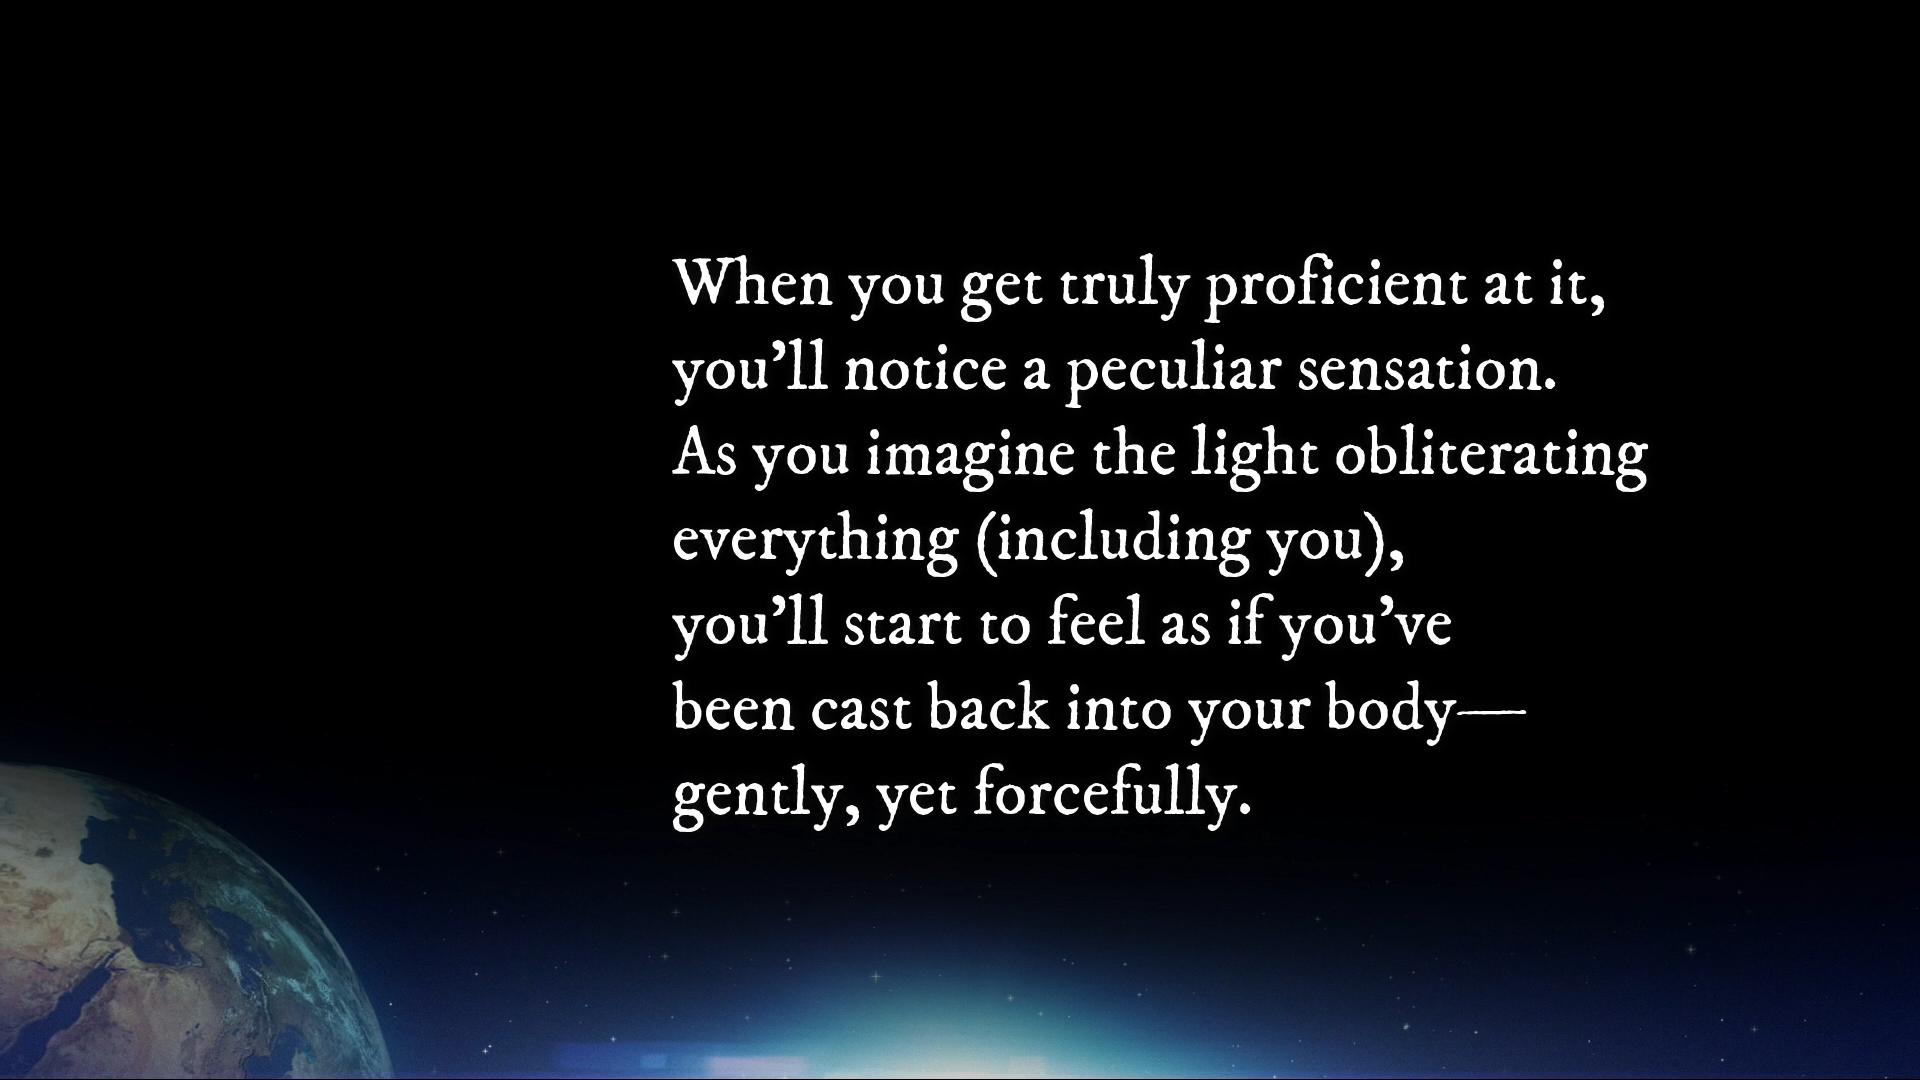 When you get truly proficient at it,
you’ll notice a peculiar sensation.
As you imagine the light obliterating
everything (including you),
you’ll start to feel as if you’ve
been cast back into your body—
gently, yet forcefully.